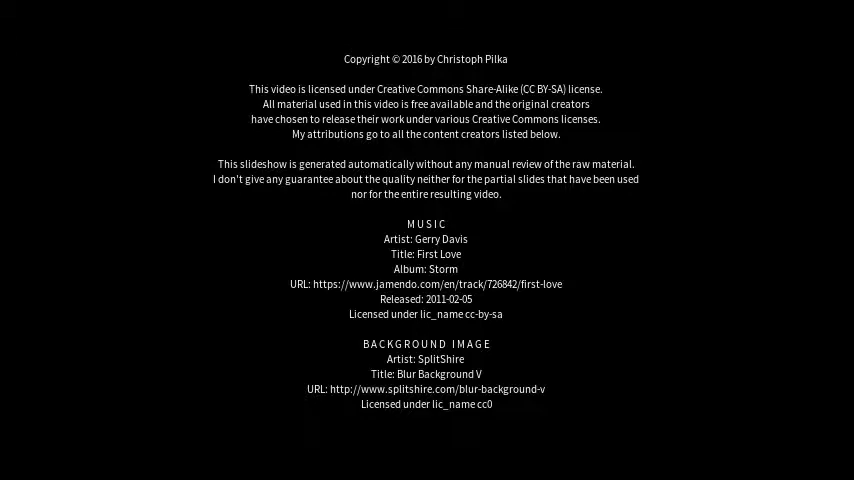 Copyright © 2016 by Christoph Pilka
This video is licensed under Creative Commons Share-Alike (CC BY-SA) license.
All material used in this video is free available and the original creators
have chosen to release their work under various Creative Commons licenses.
My attributions go to all the content creators listed below.
This slideshow is generated automatically without any manual review of the raw material.
I don't give any guarantee about the quality neither for the partial slides that have been used
nor for the entire resulting video.
MUSIC
Artist: Gerry Davis
Title: First Love
Album: Storm
URL: https://www.jamendo.com/en/track/726842/first-love
Released: 2011-02-05
Licensed under lic_name cc-by-sa
BACKGROUND IMAGE
Artist: SplitShire
Title: Blur Background V
URL: http://www.splitshire.com/blur-background-v
Licensed under lic_name cc0